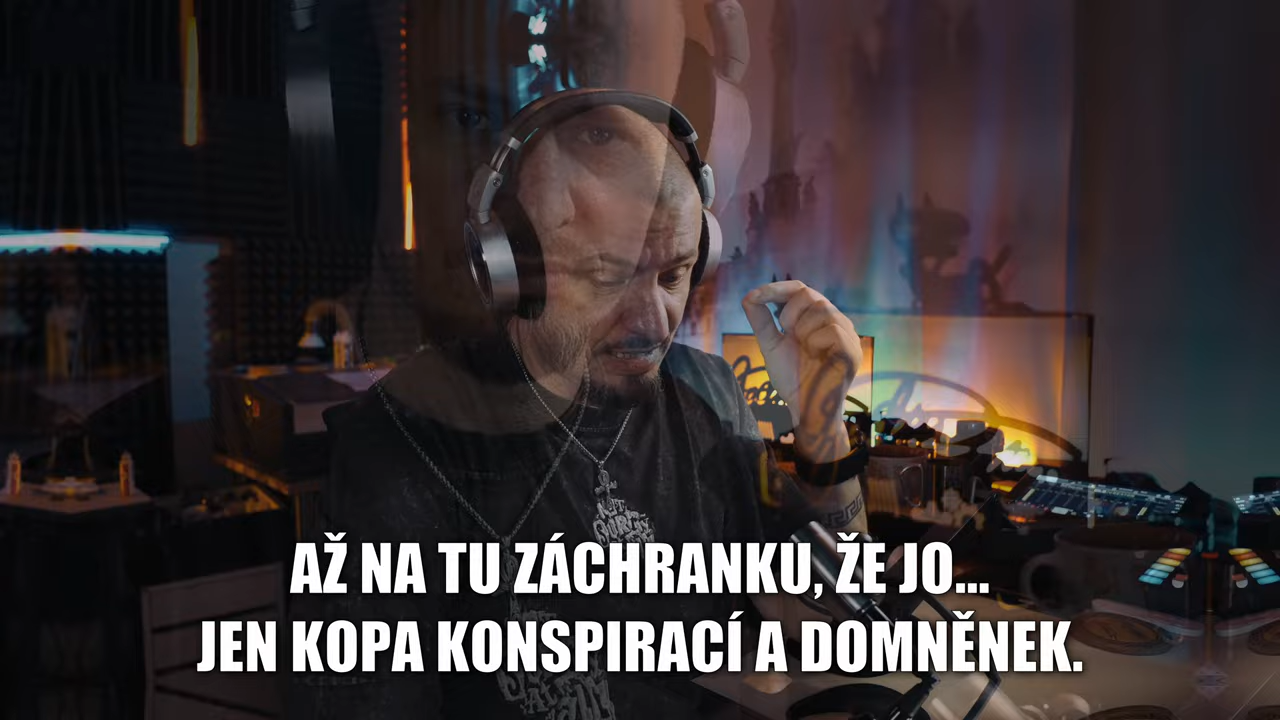 AŽ NA TU ZÁCHRANKU, ŽE JO...
JEN KOPA KONSPIRACÍ A DOMNĚNEK.